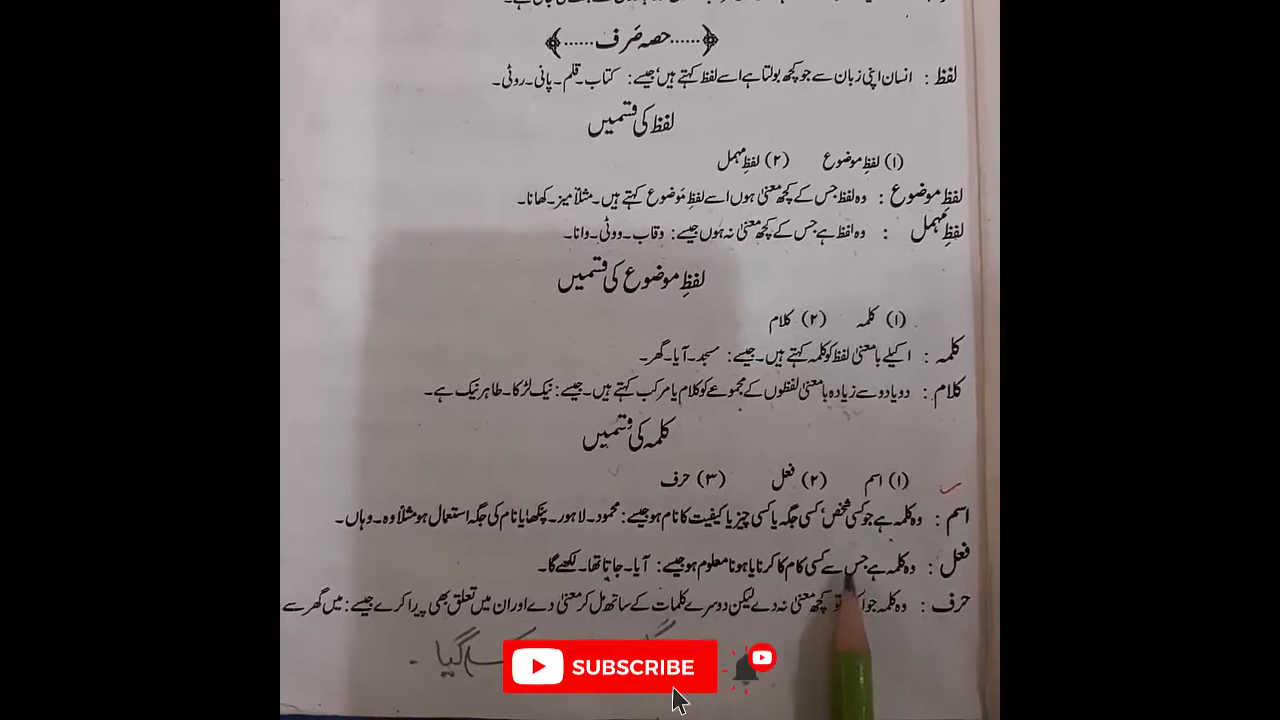 حصہ صَرف
لفظ : انسان اپنی زبان سے جو کچھ بولتا ہے اسے لفظ کہتے ہیں' جیسے : کتاب۔ قلم۔ پانی۔ روٹی۔
لفظ کی قسمیں
(۱) لفظِ موضوع (۲) لفظِ مہمل
لفظِ موضوع : وہ لفظ جس کے کچھ معنیٰ ہوں اسے لفظِ مَوضوع کہتے ہیں۔ مثلاً میز۔ کھانا۔
لفظِ مُہمل : وہ لفظ ہے جس کے کچھ معنیٰ نہ ہوں جیسے : وقاب۔ ووٹی۔ وانا۔
لفظِ موضوع کی قسمیں
(۱) کلمہ (۲) کلام
کلمہ : اکیلے بامعنیٰ لفظ کو کلمہ کہتے ہیں۔ جیسے : مسجد۔ آیا۔ گھر۔
کلام : دو یا دو سے زیادہ بامعنیٰ لفظوں کے مجموعے کو کلام یا مرکب کہتے ہیں۔ جیسے : نیک لڑکا۔ طاہر نیک ہے۔
کلمہ کی قسمیں
(۱) اسم (۲) فعل (۳) حرف
اسم : وہ کلمہ ہے جو کسی شخص' کسی جگہ یا کسی چیز یا کیفیت کا نام ہو جیسے : محمود۔ لاہور۔ پنکھا' یا نام کی جگہ استعمال ہو مثلاً وہ۔ وہاں۔
فعل : وہ کلمہ ہے جس سے کسی کام کا کرنا یا ہونا معلوم ہو جیسے : آیا۔ جاتا تھا۔ لکھے گا۔
حرف : وہ کلمہ جو تو کچھ معنیٰ نہ دے لیکن دوسرے کلمات کے ساتھ مل کر معنیٰ دے اور ان میں تعلق بھی پیدا کرے جیسے : میں گھر سے
گیا۔
SUBSCRIBE